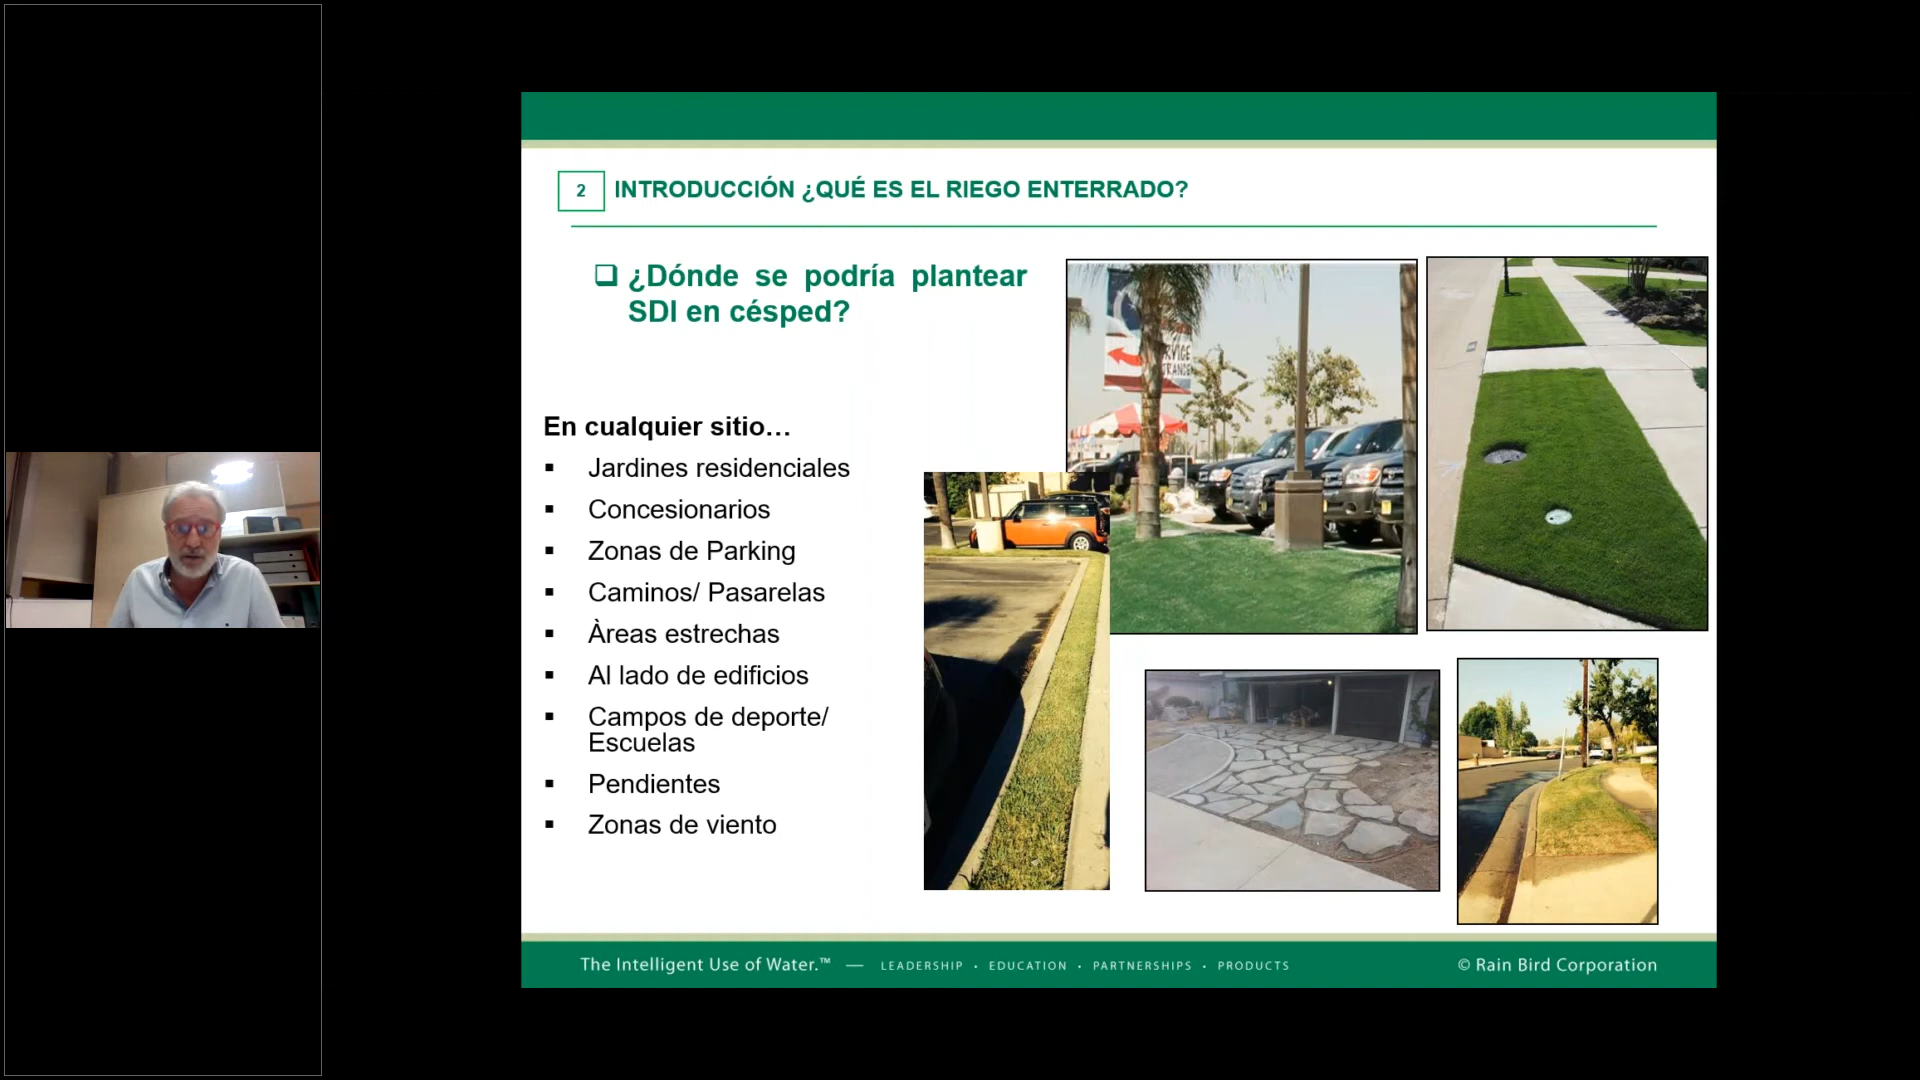 2
INTRODUCCIÓN ¿QUÉ ES EL RIEGO ENTERRADO?
¿Dónde se podría plantear
SDI en césped?
En cualquier sitio…
Jardines residenciales
Concesionarios
Zonas de Parking
Caminos/ Pasarelas
Àreas estrechas
Al lado de edificios
Campos de deporte/
Escuelas
Pendientes
Zonas de viento
The Intelligent Use of Water.™ — LEADERSHIP • EDUCATION • PARTNERSHIPS • PRODUCTS
© Rain Bird Corporation